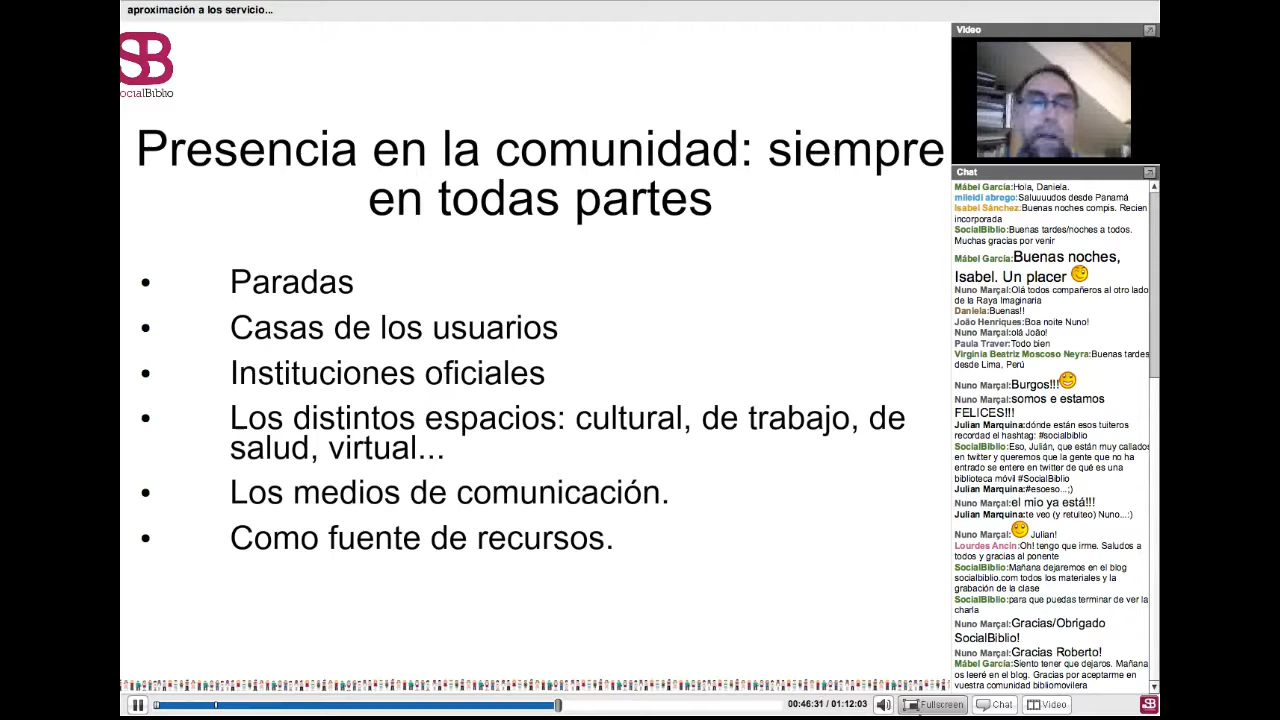 aproximación a los servicio...
SB
ocialBiblio
Presencia en la comunidad: siempre
en todas partes
• Paradas
• Casas de los usuarios
• Instituciones oficiales
• Los distintos espacios: cultural, de trabajo, de
salud, virtual...
• Los medios de comunicación.
• Como fuente de recursos.
Video
Chat
Mábel García:Hola, Daniela.
mileidi abrego:Saluuuudos desde Panamá
Isabel Sánchez:Buenas noches compis. Recien
incorporada
SocialBiblio:Buenas tardes/noches a todos.
Muchas gracias por venir
Mábel García:Buenas noches,
Isabel. Un placer
Nuno Marçal:Olá todos compañeros al otro lado
de la Raya Imaginaria
Daniela:Buenas!!
João Henriques:Boa noite Nuno!
Nuno Marçal:olá João!
Paula Traver:Todo bien
Virginia Beatriz Moscoso Neyra:Buenas tardes
desde Lima, Perú
Nuno Marçal:Burgos!!!
Nuno Marçal:somos e estamos
FELICES!!!
Julian Marquina:dónde están esos tuiteros
recordad el hashtag: #socialbiblio
SocialBiblio:Eso, Julián, que están muy callados
en twitter y queremos que la gente que no ha
entrado se entere en twitter de qué es una
biblioteca móvil #SocialBiblio
Julian Marquina:#esoeso...;)
Nuno Marçal:el mio ya está!!!
Julian Marquina:te veo (y retuiteo) Nuno...:)
Nuno Marçal: Julian!
Lourdes Ancin:Oh! tengo que irme. Saludos a
todos y gracias al ponente
SocialBiblio:Mañana dejaremos en el blog
socialbiblio.com todos los materiales y la
grabación de la clase
SocialBiblio:para que puedas terminar de ver la
charla
Nuno Marçal:Gracias/Obrigado
SocialBiblio!
Nuno Marçal:Gracias Roberto!
Mábel García:Siento tener que dejaros. Mañana
os leeré en el blog. Gracias por aceptarme en
vuestra comunidad bibliomovilera
00:46:31 / 01:12:03
Fullscreen
Chat
Video
SB